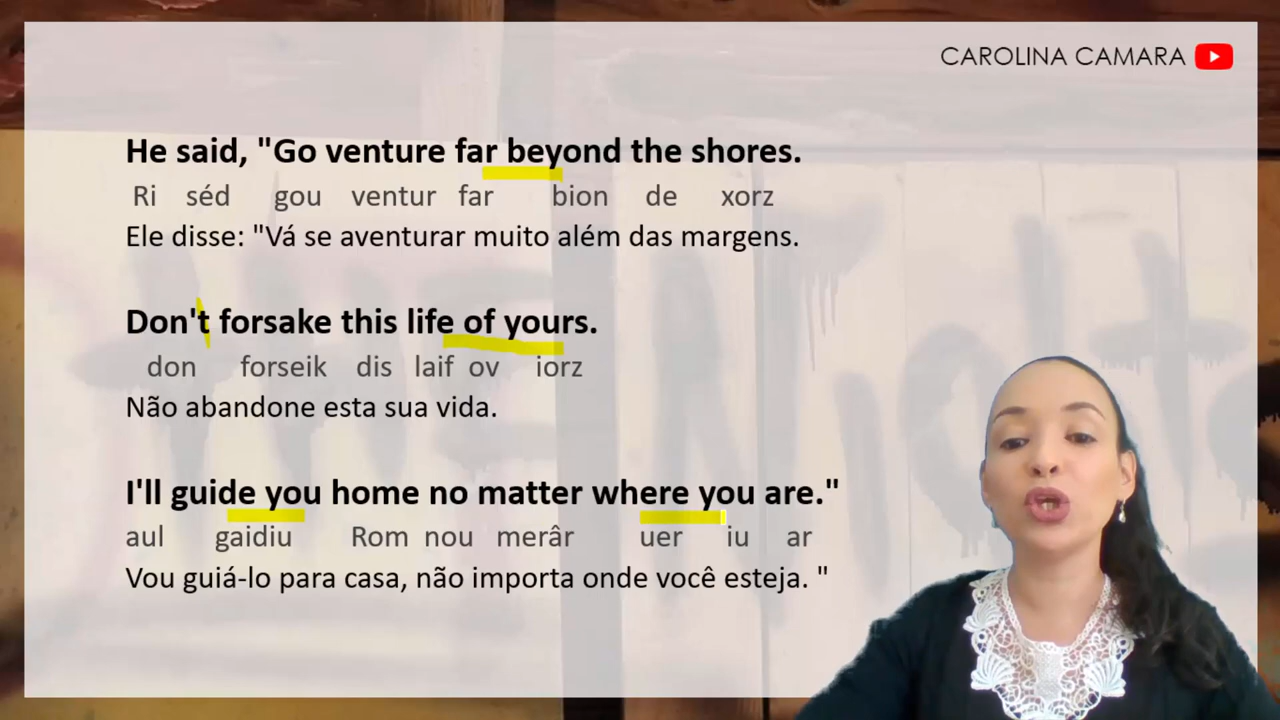 CAROLINA CAMARA
He said, "Go venture far beyond the shores.
Ri séd gou ventur far bion de xorz
Ele disse: "Vá se aventurar muito além das margens.
Don't forsake this life of yours.
don forseik dis laif ov iorz
Não abandone esta sua vida.
I'll guide you home no matter where you are."
aul gaidiu Rom nou merâr uer iu ar
Vou guiá-lo para casa, não importa onde você esteja. "